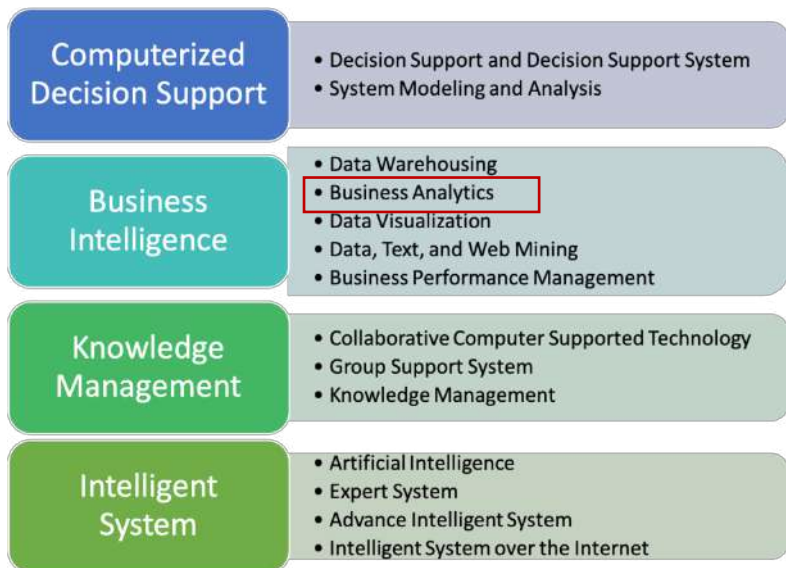 Computerized
Decision Support
• Decision Support and Decision Support System
• System Modeling and Analysis
Business
Intelligence
• Data Warehousing
• Business Analytics
• Data Visualization
• Data, Text, and Web Mining
• Business Performance Management
Knowledge
Management
• Collaborative Computer Supported Technology
• Group Support System
• Knowledge Management
Intelligent
System
• Artificial Intelligence
• Expert System
• Advance Intelligent System
• Intelligent System over the Internet